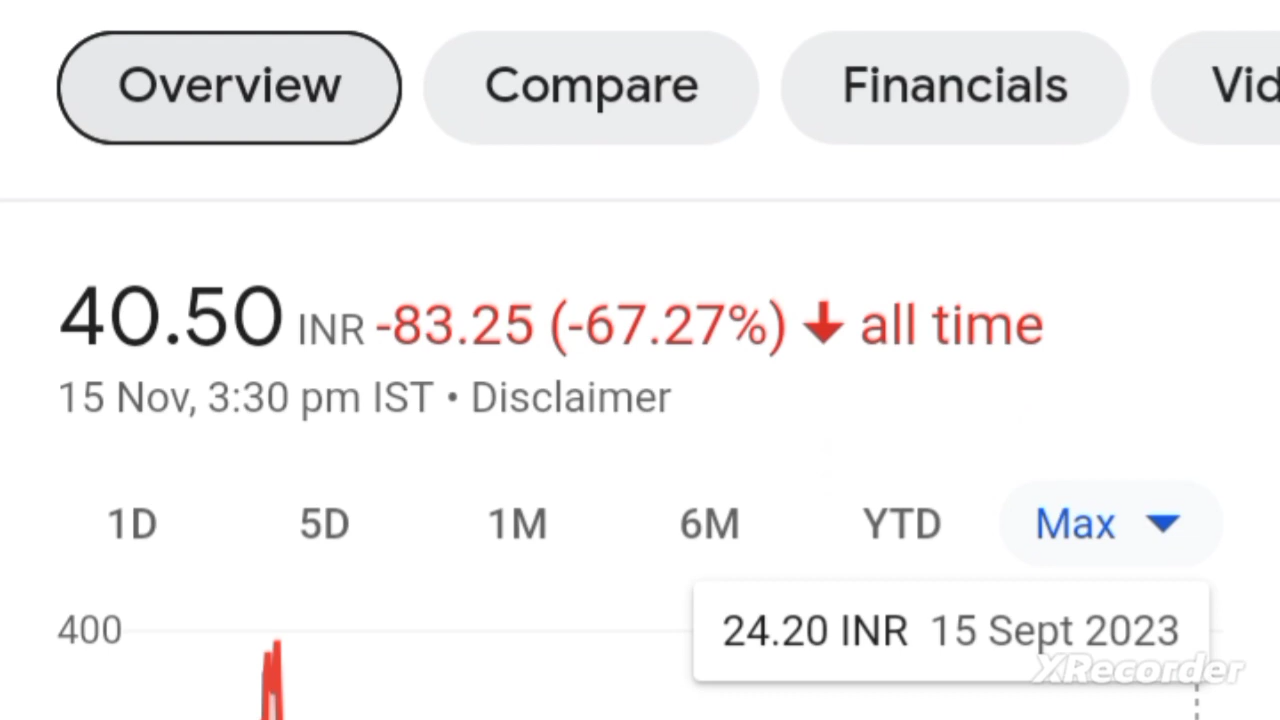 Overview Compare Financials Vid
40.50 INR -83.25 (-67.27%) ↓ all time
15 Nov, 3:30 pm IST • Disclaimer
1D 5D 1M 6M YTD Max
400 24.20 INR 15 Sept 2023
XRecorder